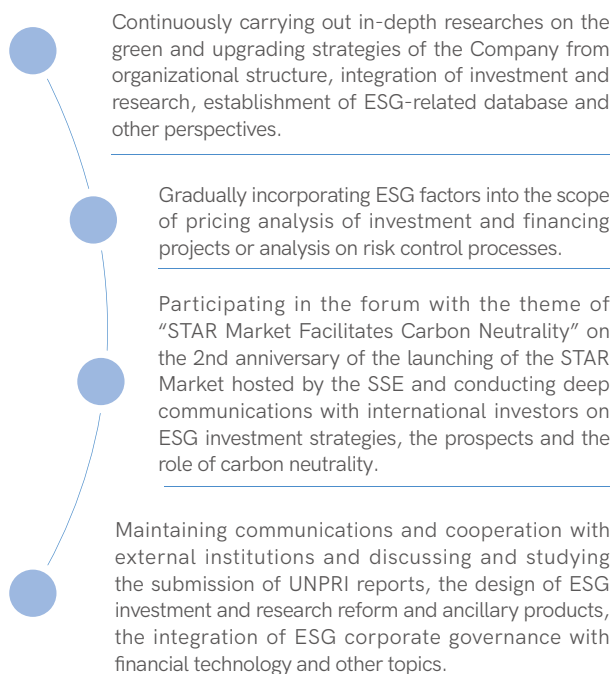 Continuously carrying out in-depth researches on the
green and upgrading strategies of the Company from
organizational structure, integration of investment and
research, establishment of ESG-related database and
other perspectives.
Gradually incorporating ESG factors into the scope
of pricing analysis of investment and financing
projects or analysis on risk control processes.
Participating in the forum with the theme of
“STAR Market Facilitates Carbon Neutrality” on
the 2nd anniversary of the launching of the STAR
Market hosted by the SSE and conducting deep
communications with international investors on
ESG investment strategies, the prospects and the
role of carbon neutrality.
Maintaining communications and cooperation with
external institutions and discussing and studying
the submission of UNPRI reports, the design of ESG
investment and research reform and ancillary products,
the integration of ESG corporate governance with
financial technology and other topics.